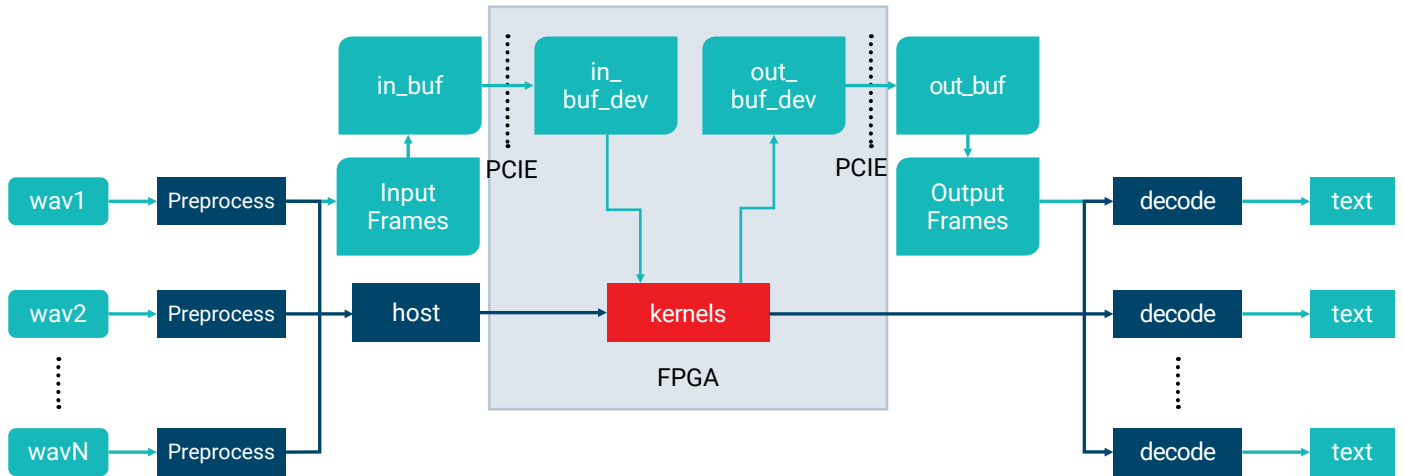 in_buf
in_
buf_dev
out_
buf_dev
out_buf
PCIE
PCIE
wav1
Preprocess
Input
Frames
Output
Frames
decode
text
wav2
Preprocess
host
kernels
decode
text
FPGA
wavN
Preprocess
decode
text